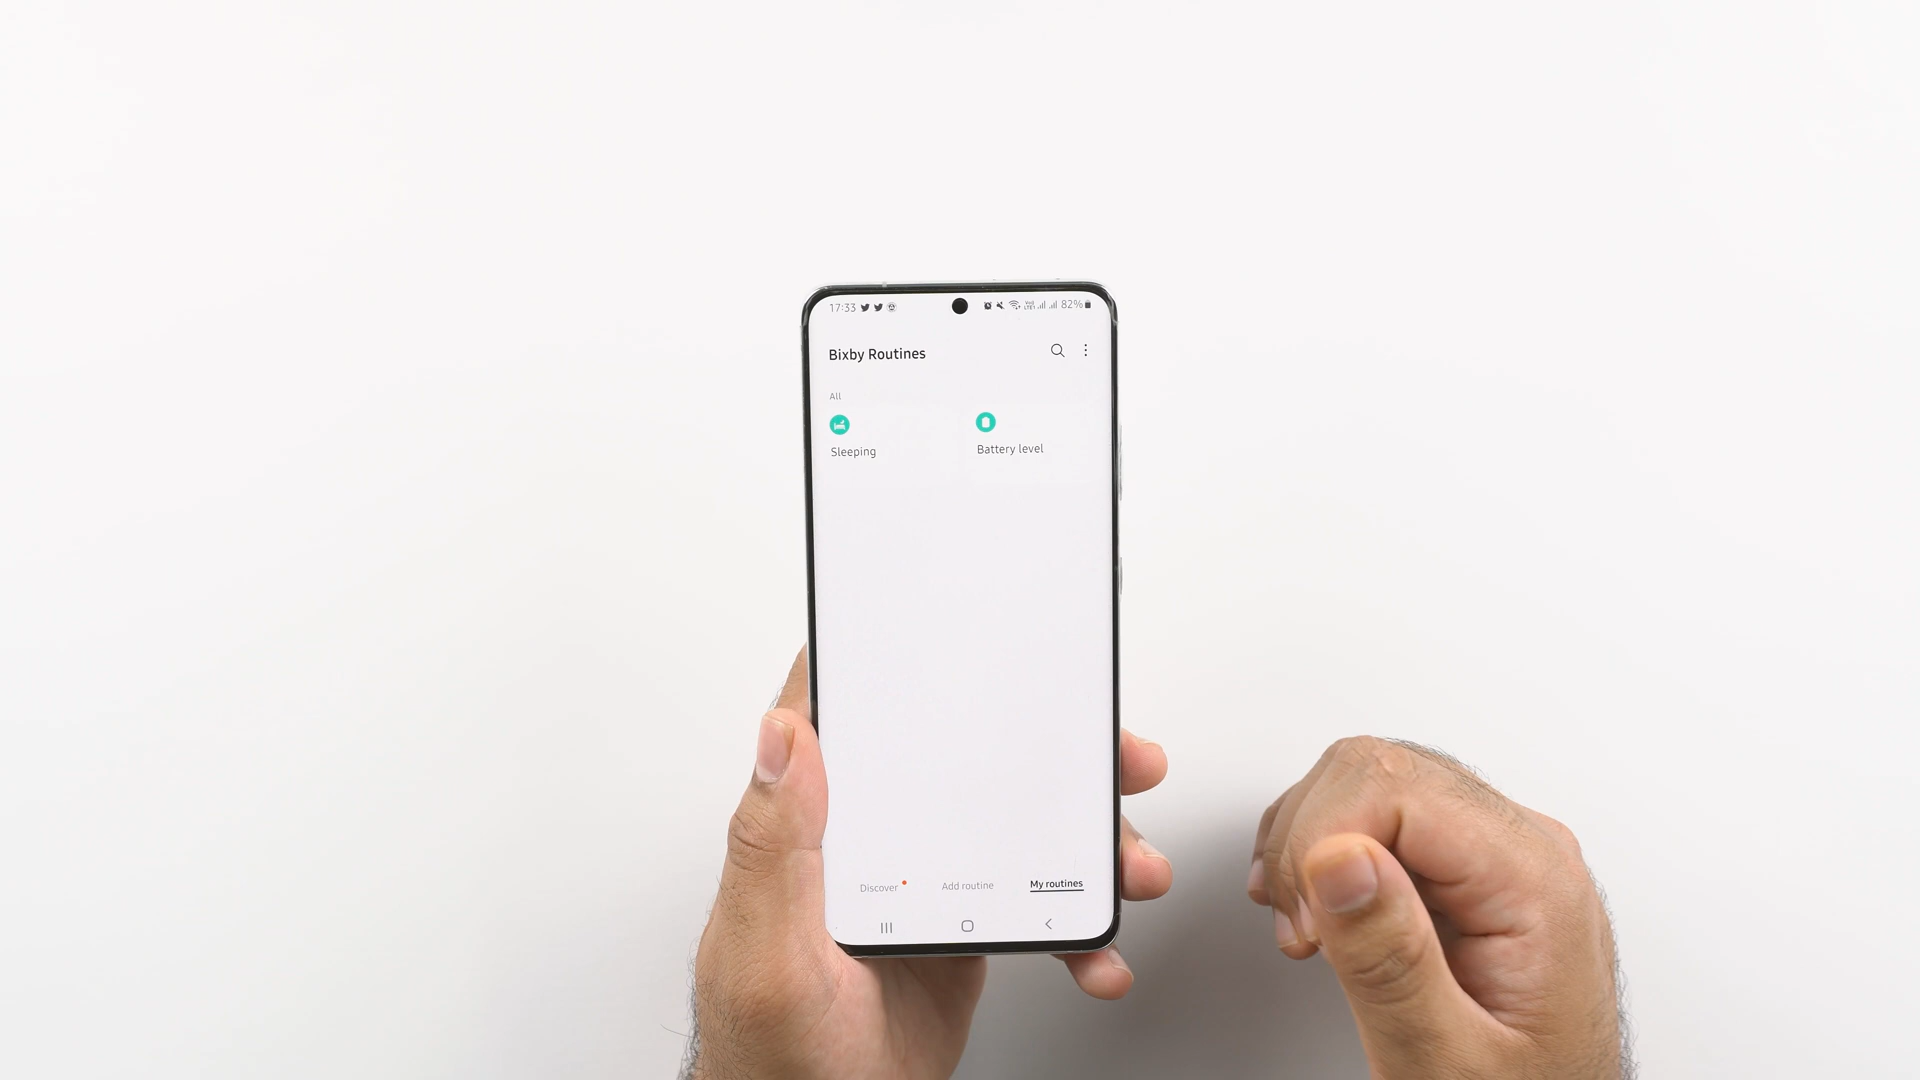 17:33 82%
Bixby Routines
All
Sleeping Battery level
Discover Add routine My routines